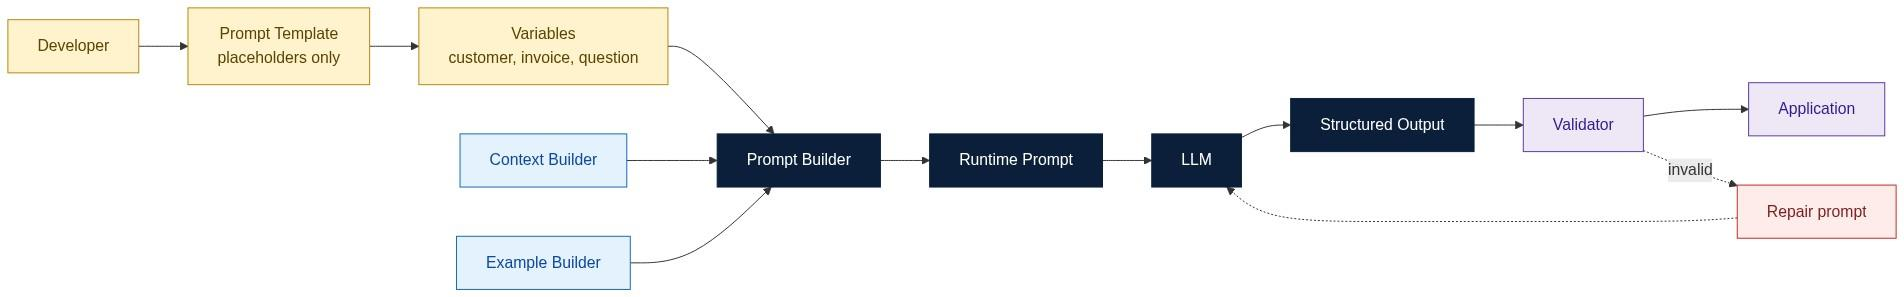 Developer
Prompt Template
placeholders only
Variables
customer, invoice, question
Context Builder
Example Builder
Prompt Builder
Runtime Prompt
LLM
Structured Output
Validator
Application
invalid
Repair prompt